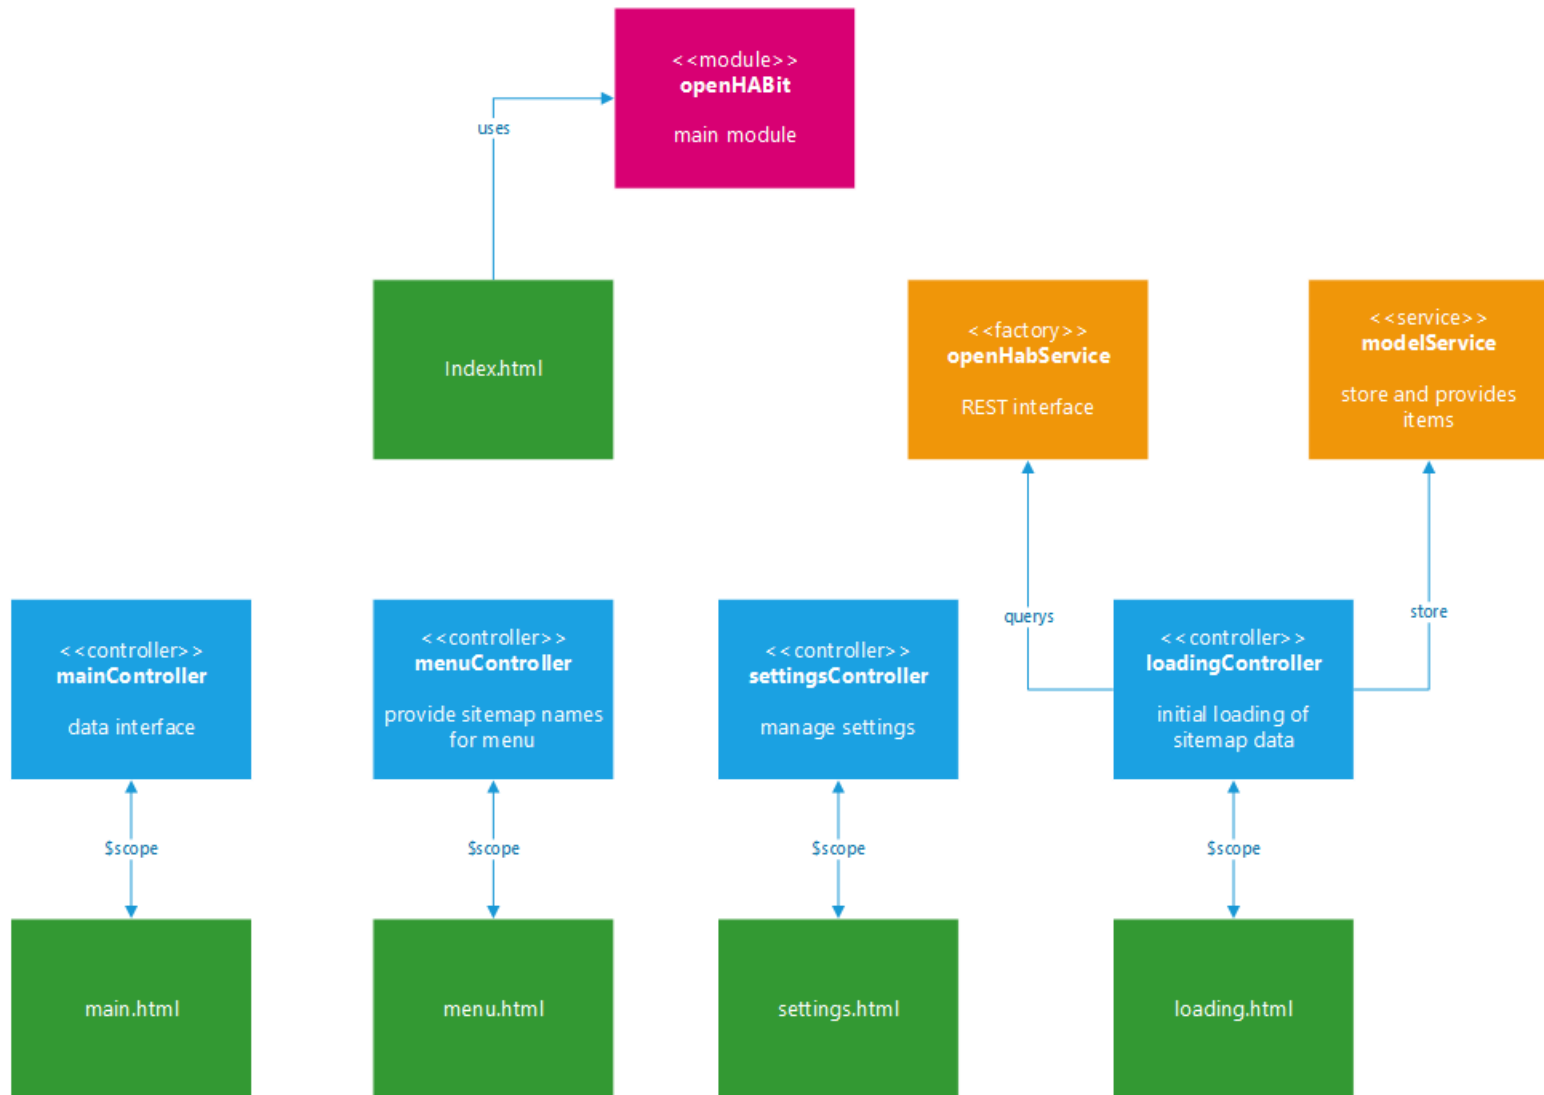 <<module>>
openHABit
main module
uses
Index.html
<<factory>>
openHabService
REST interface
<<service>>
modelService
store and provides
items
querys
store
<<controller>>
mainController
data interface
<<controller>>
menuController
provide sitemap names
for menu
<<controller>>
settingsController
manage settings
<<controller>>
loadingController
initial loading of
sitemap data
$scope
$scope
$scope
$scope
main.html
menu.html
settings.html
loading.html